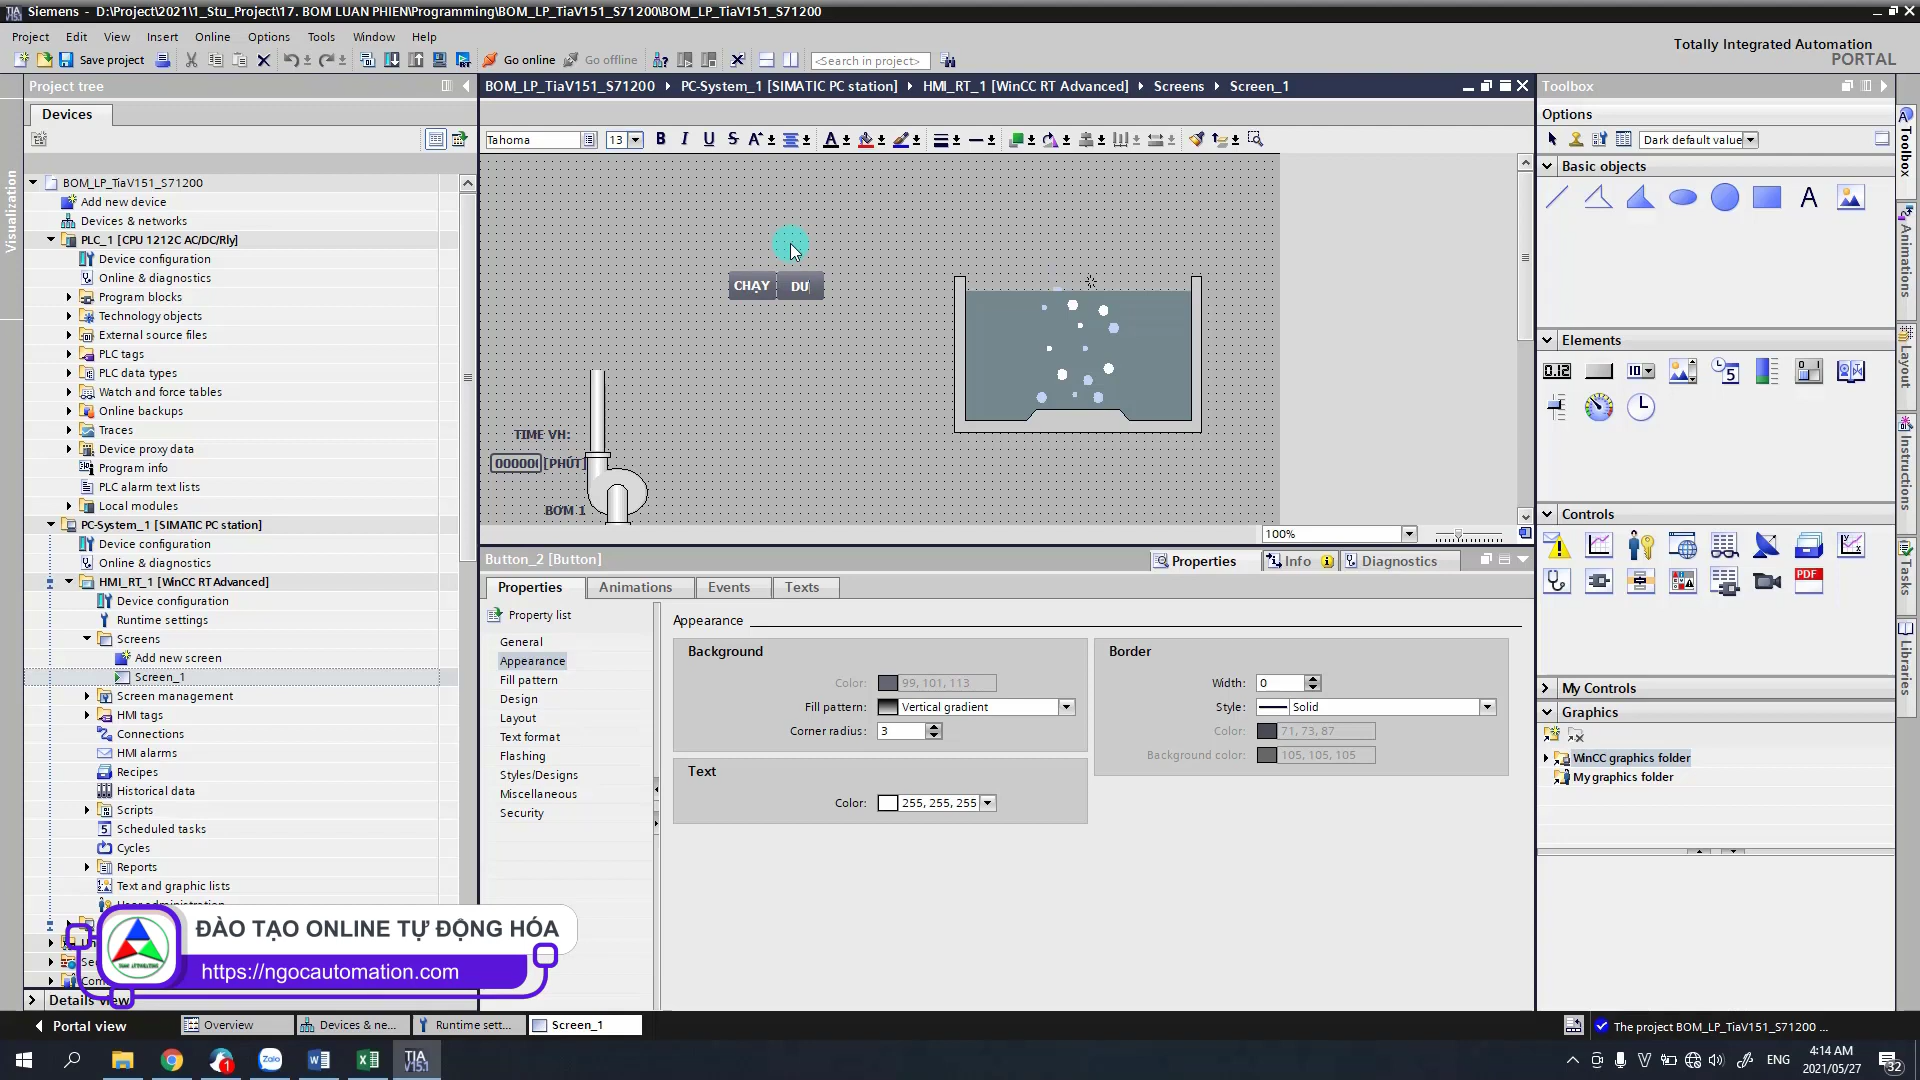 Siemens - D:\Project\2021\1_Stu_Project\17. BOM LUAN PHIEN\Programming\BOM_LP_TiaV151_S71200\BOM_LP_TiaV151_S71200
Project Edit View Insert Online Options Tools Window Help
Totally Integrated Automation
PORTAL
Save project
Go online
Go offline
<Search in project>
Project tree
Devices
BOM_LP_TiaV151_S71200
Add new device
Devices & networks
PLC_1 [CPU 1212C AC/DC/Rly]
Device configuration
Online & diagnostics
Program blocks
Technology objects
External source files
PLC tags
PLC data types
Watch and force tables
Online backups
Traces
Device proxy data
Program info
PLC alarm text lists
Local modules
PC-System_1 [SIMATIC PC station]
Device configuration
Online & diagnostics
HMI_RT_1 [WinCC RT Advanced]
Device configuration
Runtime settings
Screens
Add new screen
Screen_1
Screen management
HMI tags
Connections
HMI alarms
Recipes
Historical data
Scripts
Scheduled tasks
Cycles
Reports
Text and graphic lists
Details view
Visualization
BOM_LP_TiaV151_S71200 PC-System_1 [SIMATIC PC station] HMI_RT_1 [WinCC RT Advanced] Screens Screen_1
Tahoma 13
CHẠY
DU
TIME VH:
[PHÚT]
BƠM 1
100%
Button_2 [Button]
Properties Info Diagnostics
Properties Animations Events Texts
Property list
General
Appearance
Fill pattern
Design
Layout
Text format
Flashing
Styles/Designs
Miscellaneous
Security
Appearance
Background
Color: 99, 101, 113
Fill pattern: Vertical gradient
Corner radius: 3
Text
Color: 255, 255, 255
Border
Width: 0
Style: Solid
Color: 71, 73, 87
Background color: 105, 105, 105
Toolbox
Options
Dark default value
Basic objects
Elements
Controls
My Controls
Graphics
WinCC graphics folder
My graphics folder
Toolbox
Animations
Layout
Instructions
Tasks
Libraries
ĐÀO TẠO ONLINE TỰ ĐỘNG HÓA
https://ngocautomation.com
Portal view Overview Devices & ne... Runtime sett... Screen_1
The project BOM_LP_TiaV151_S71200 ...
ENG
4:14 AM
2021/05/27
32